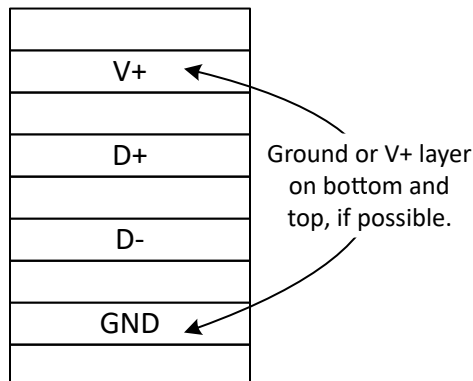 V+
D+
Ground or V+ layer
on bottom and
top, if possible.
D-
GND